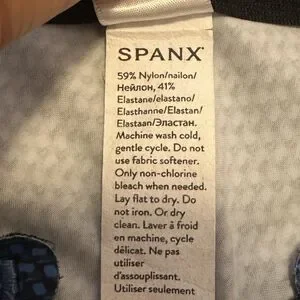 SPANX
59% Nylon/nailon/
Нейлон, 41%
Elastane/elastano/
Elasthanne/Elastan/
Elastaan/Эластан.
Machine wash cold,
gentle cycle. Do not
use fabric softener.
Only non-chlorine
bleach when needed.
Lay flat to dry. Do
not iron. Or dry
clean. Laver à froid
en machine, cycle
délicat. Ne pas
utiliser
d'assouplissant.
Utiliser seulement